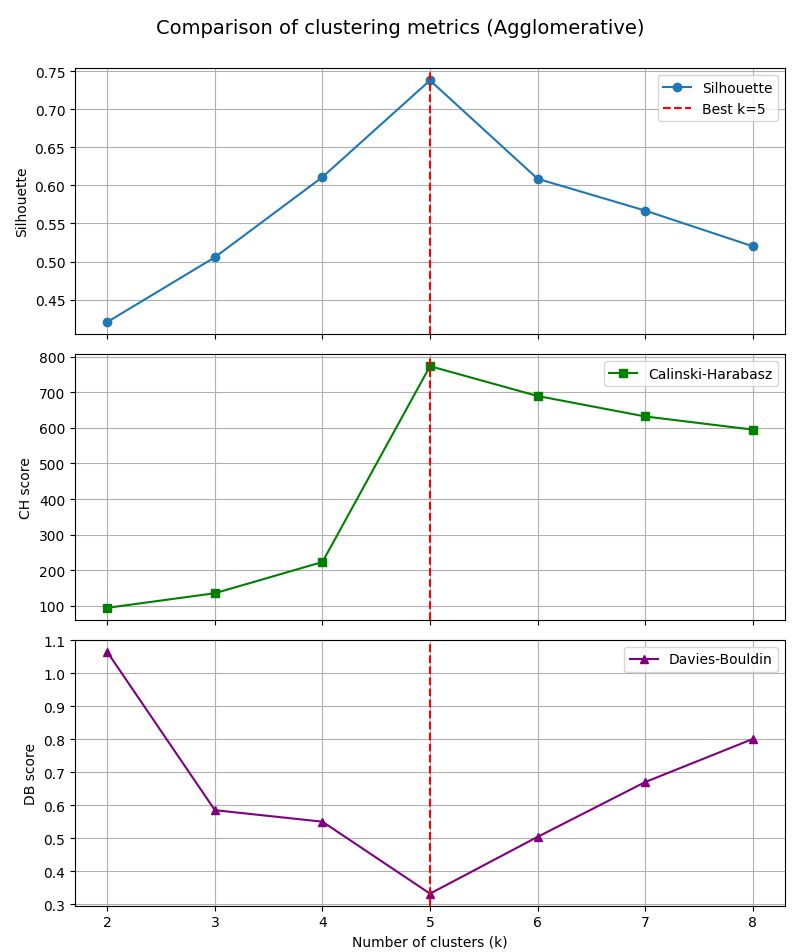 Comparison of clustering metrics (Agglomerative)
0.75
0.70
0.65
0.60
0.55
0.50
0.45
Silhouette
Silhouette
Best k=5
800
700
600
500
400
300
200
100
CH score
Calinski-Harabasz
1.1
1.0
0.9
0.8
0.7
0.6
0.5
0.4
0.3
DB score
Davies-Bouldin
2 3 4 5 6 7 8
Number of clusters (k)